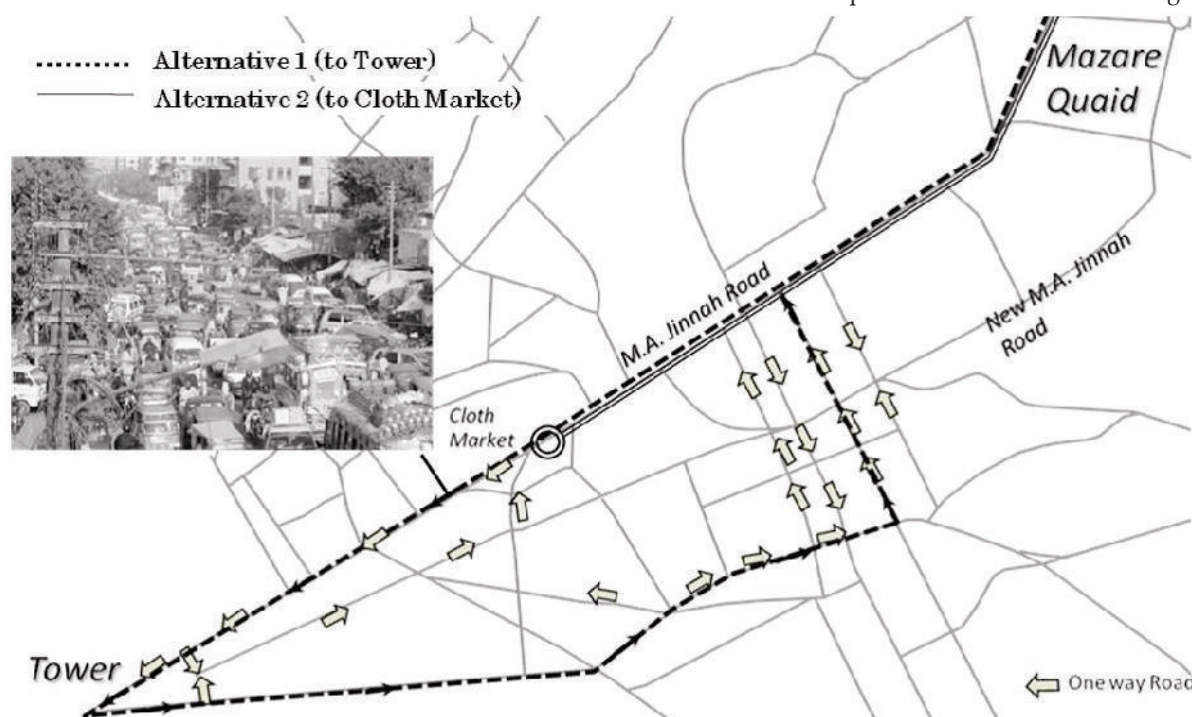 Alternative 1 (to Tower)
Alternative 2 (to Cloth Market)
Mazare
Quaid
M.A. Jinnah Road
New M.A. Jinnah
Road
Cloth
Market
Tower
One way Road